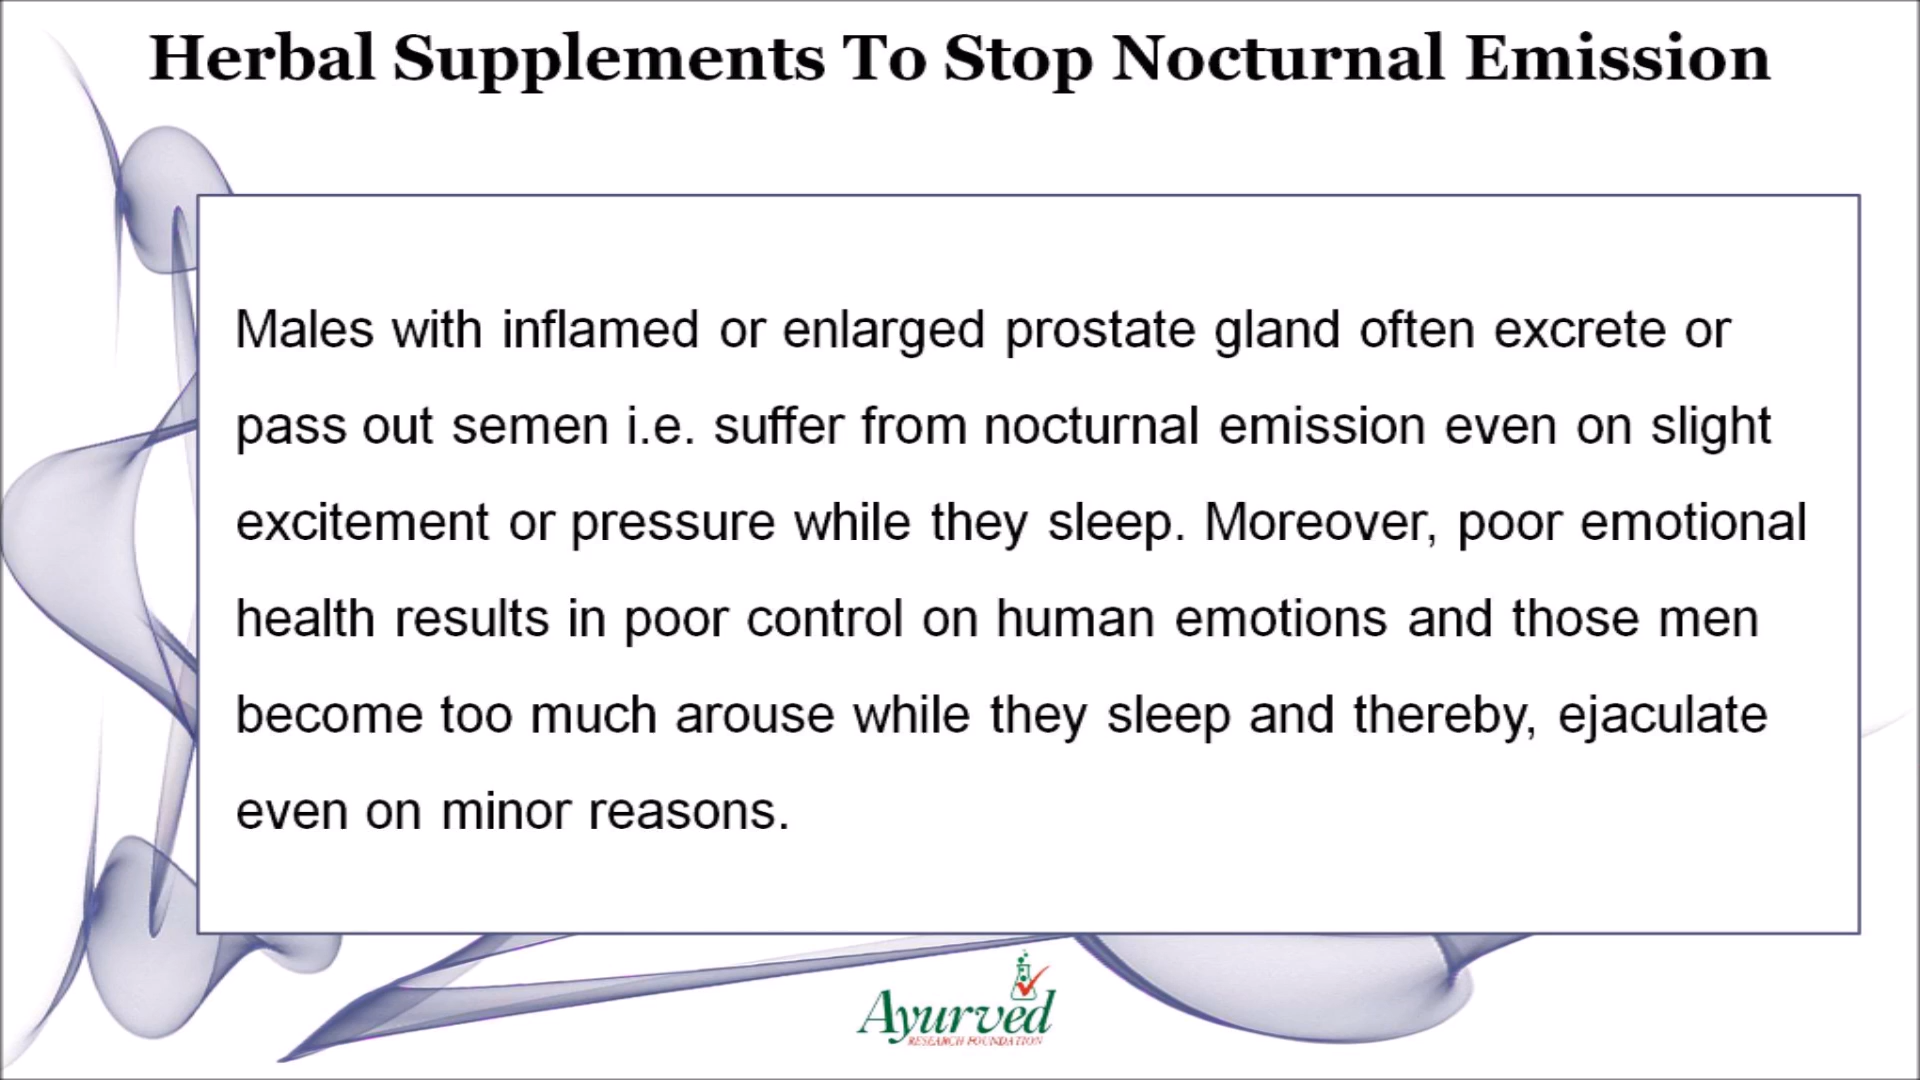 Herbal Supplements To Stop Nocturnal Emission
Males with inflamed or enlarged prostate gland often excrete or
pass out semen i.e. suffer from nocturnal emission even on slight
excitement or pressure while they sleep. Moreover, poor emotional
health results in poor control on human emotions and those men
become too much arouse while they sleep and thereby, ejaculate
even on minor reasons.
Ayurved
RESEARCH FOUNDATION